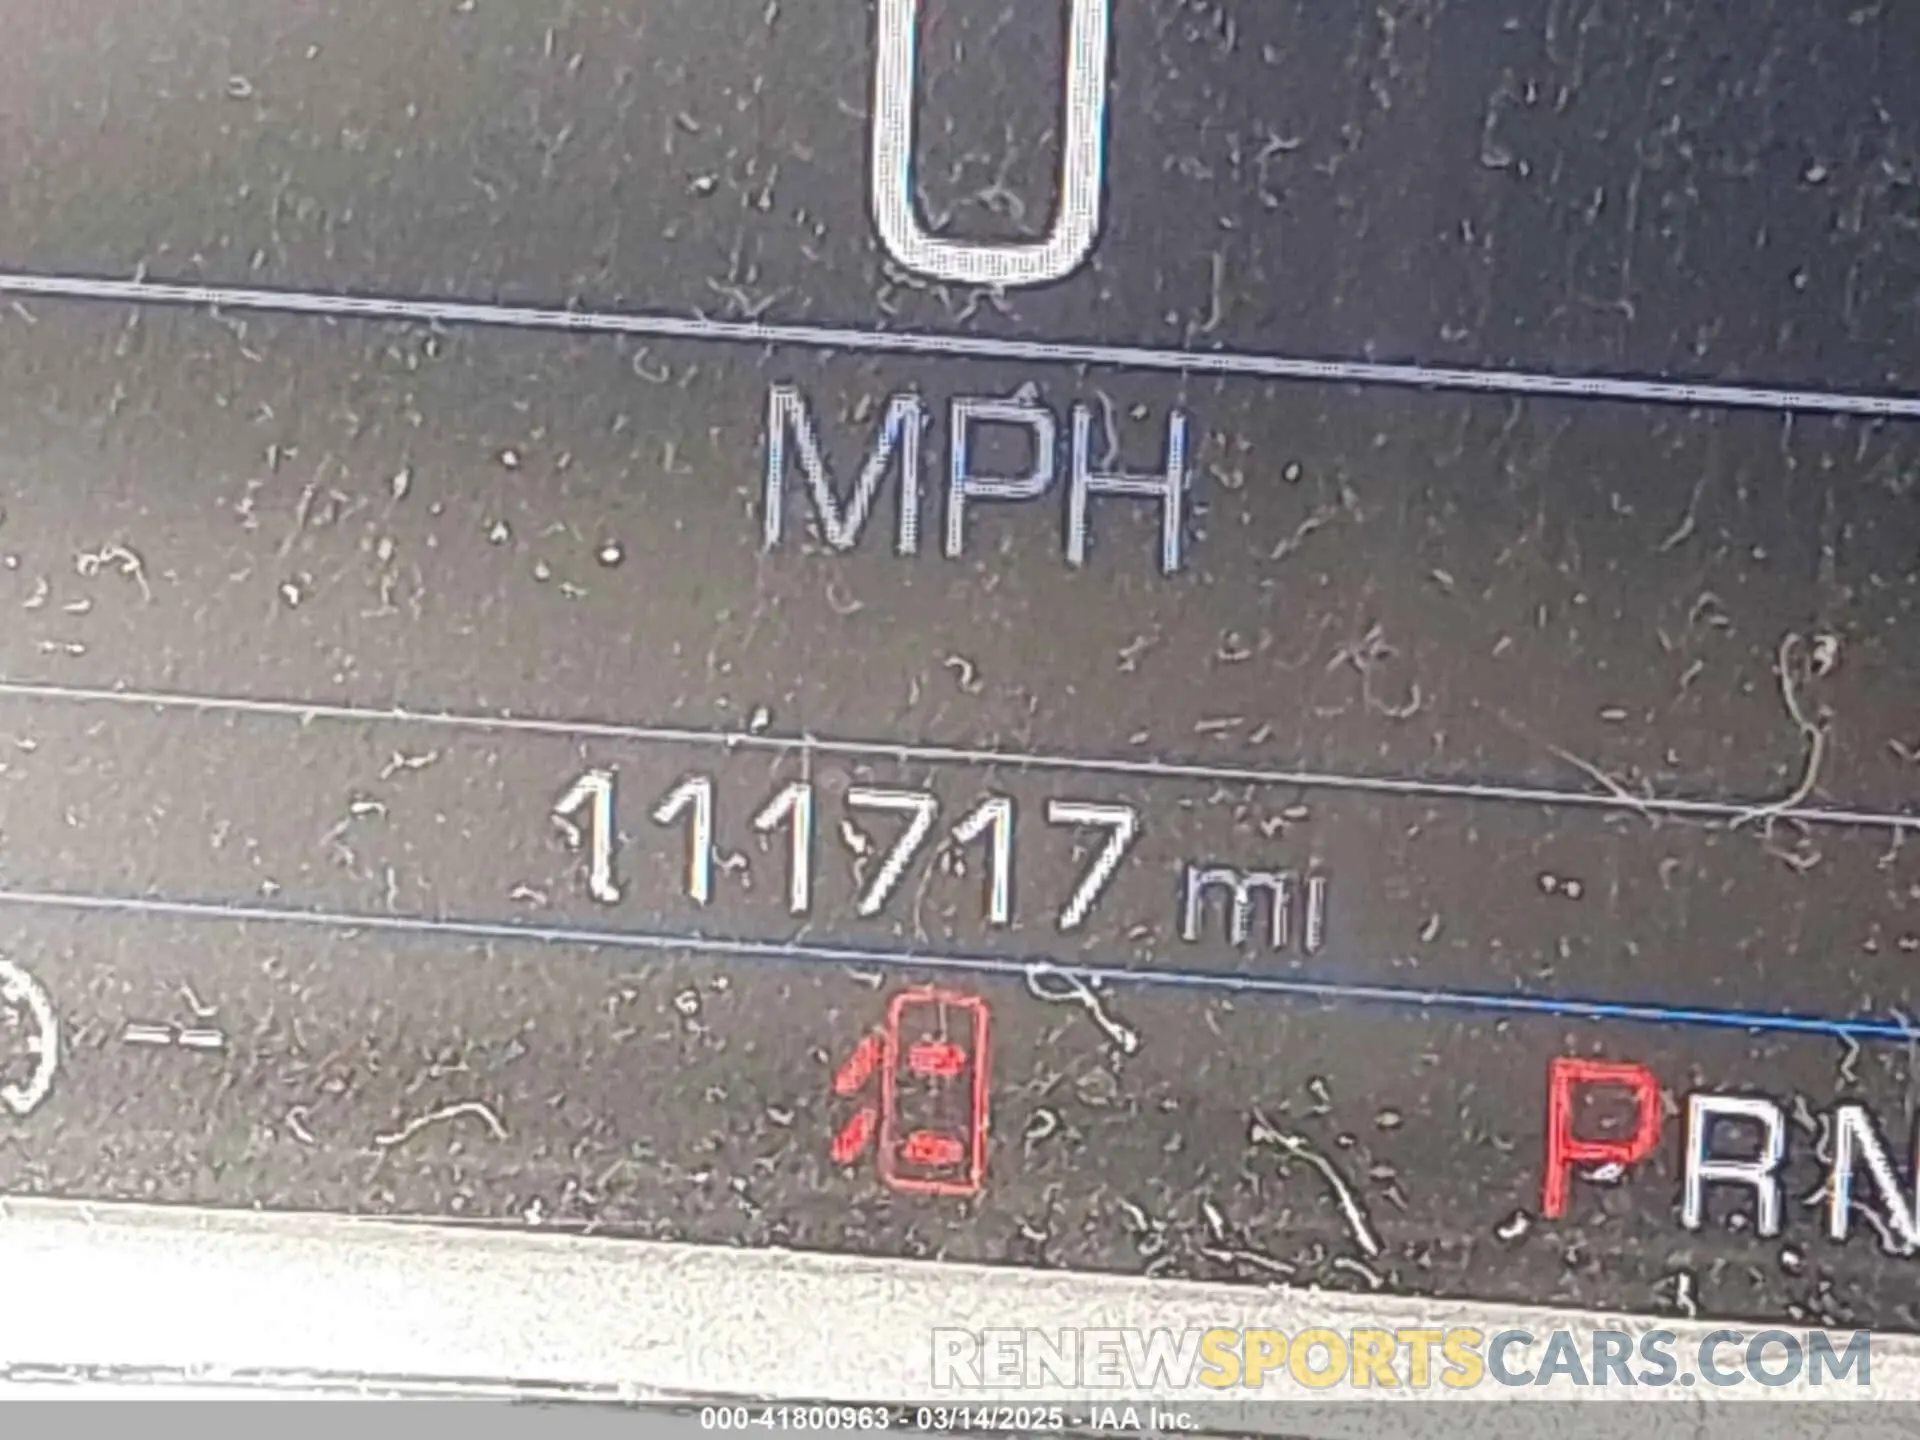 0
MPH
111717 mi
--
PRN
RENEWSPORTSCARS.COM
000-41800963 - 03/14/2025 - IAA Inc.